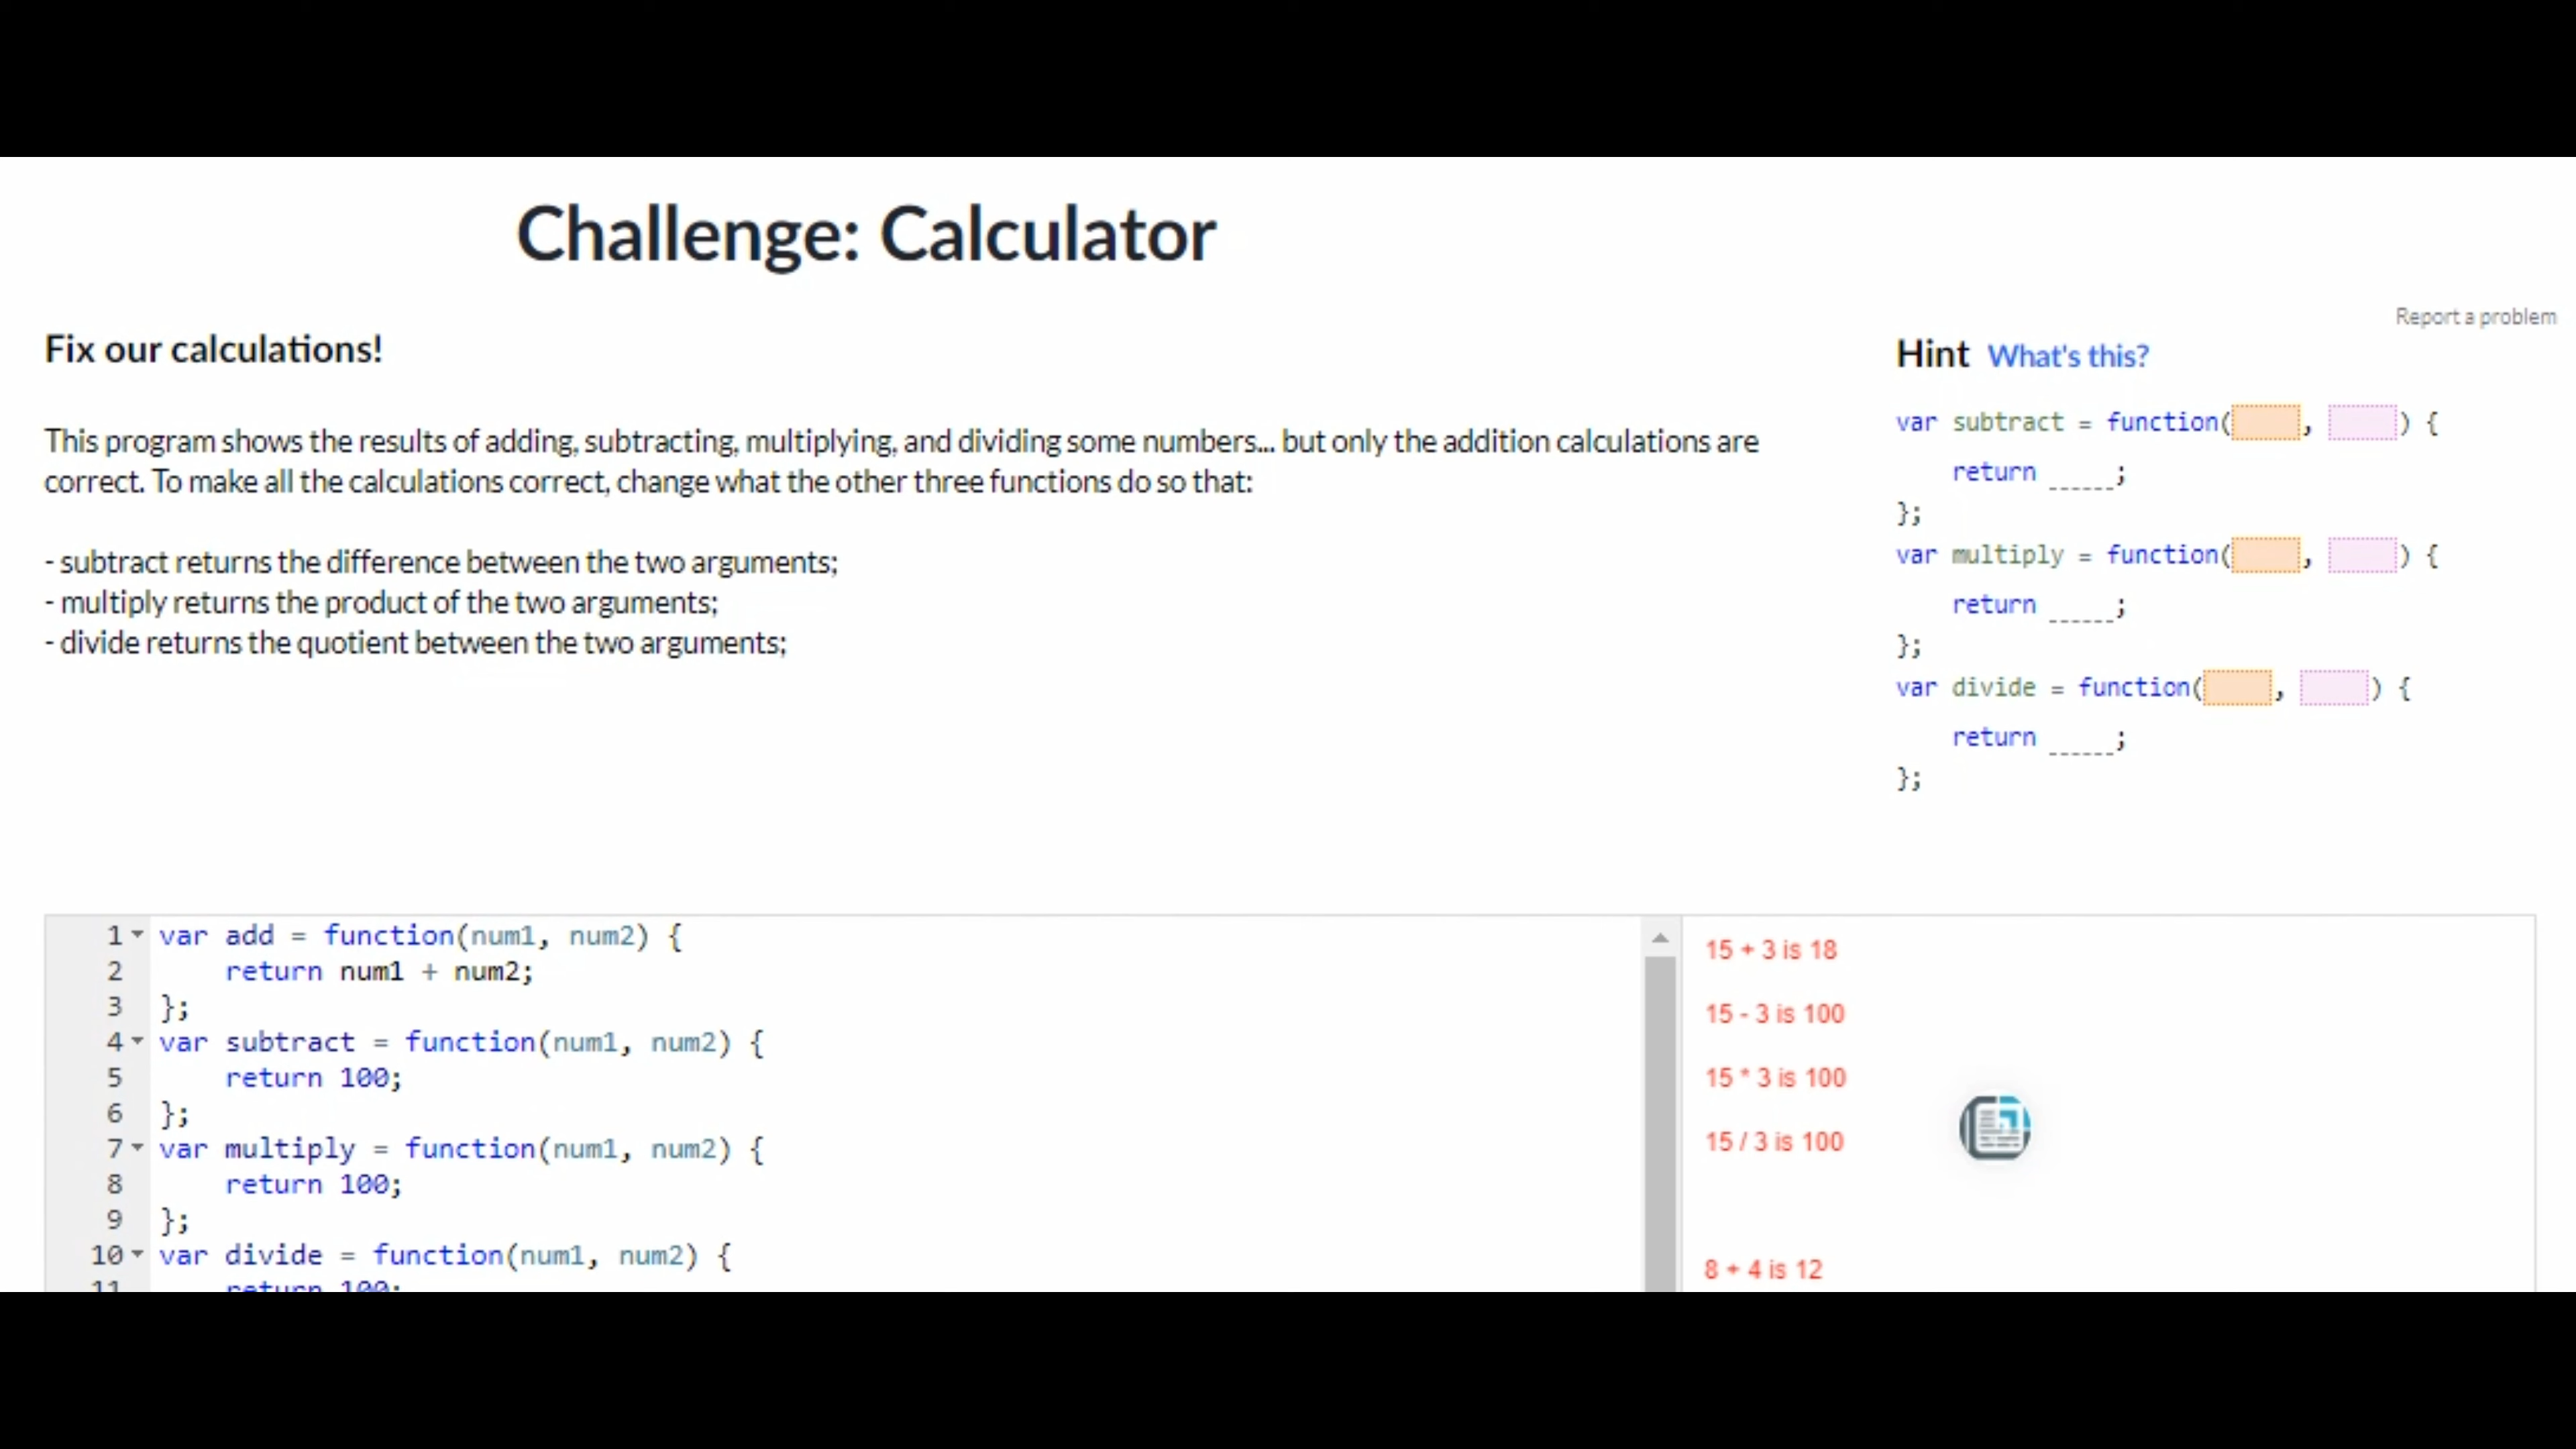 Challenge: Calculator
Report a problem
Fix our calculations!
This program shows the results of adding, subtracting, multiplying, and dividing some numbers... but only the addition calculations are
correct. To make all the calculations correct, change what the other three functions do so that:
- subtract returns the difference between the two arguments;
- multiply returns the product of the two arguments;
- divide returns the quotient between the two arguments;
Hint What's this?
var subtract = function( , ) {
return ______;
};
var multiply = function( , ) {
return ______;
};
var divide = function( , ) {
return ______;
};
1 var add = function(num1, num2) {
2 return num1 + num2;
3 };
4 var subtract = function(num1, num2) {
5 return 100;
6 };
7 var multiply = function(num1, num2) {
8 return 100;
9 };
10 var divide = function(num1, num2) {
11 return 100;
15 + 3 is 18
15 - 3 is 100
15 * 3 is 100
15 / 3 is 100
8 + 4 is 12